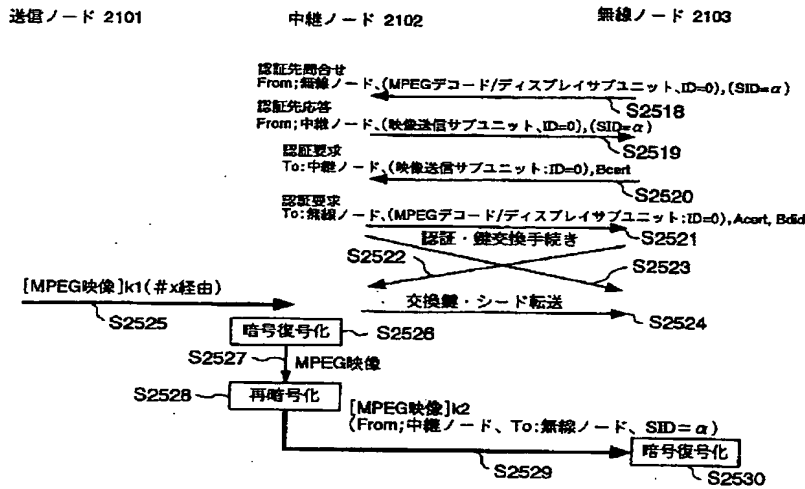 送信ノード 2101
中継ノード 2102
無線ノード 2103
認証先問合せ
From;無線ノード、(MPEGデコード/ディスプレイサブユニット、ID=0),(SID=α)
S2518
認証先応答
From;中継ノード、(映像送信サブユニット、ID=0),(SID=α)
S2519
認証要求
To:中継ノード、(映像送信サブユニット:ID=0),Bcert
S2520
認証要求
To:無線ノード、(MPEGデコード/ディスプレイサブユニット:ID=0),Acert, Bdid
S2521
認証・鍵交換手続き
S2522
S2523
[MPEG映像]k1(#x経由)
交換鍵・シード転送
S2524
S2525
暗号復号化
S2526
S2527
MPEG映像
S2528
再暗号化
[MPEG映像]k2
(From;中継ノード、To:無線ノード、SID=α)
S2529
暗号復号化
S2530